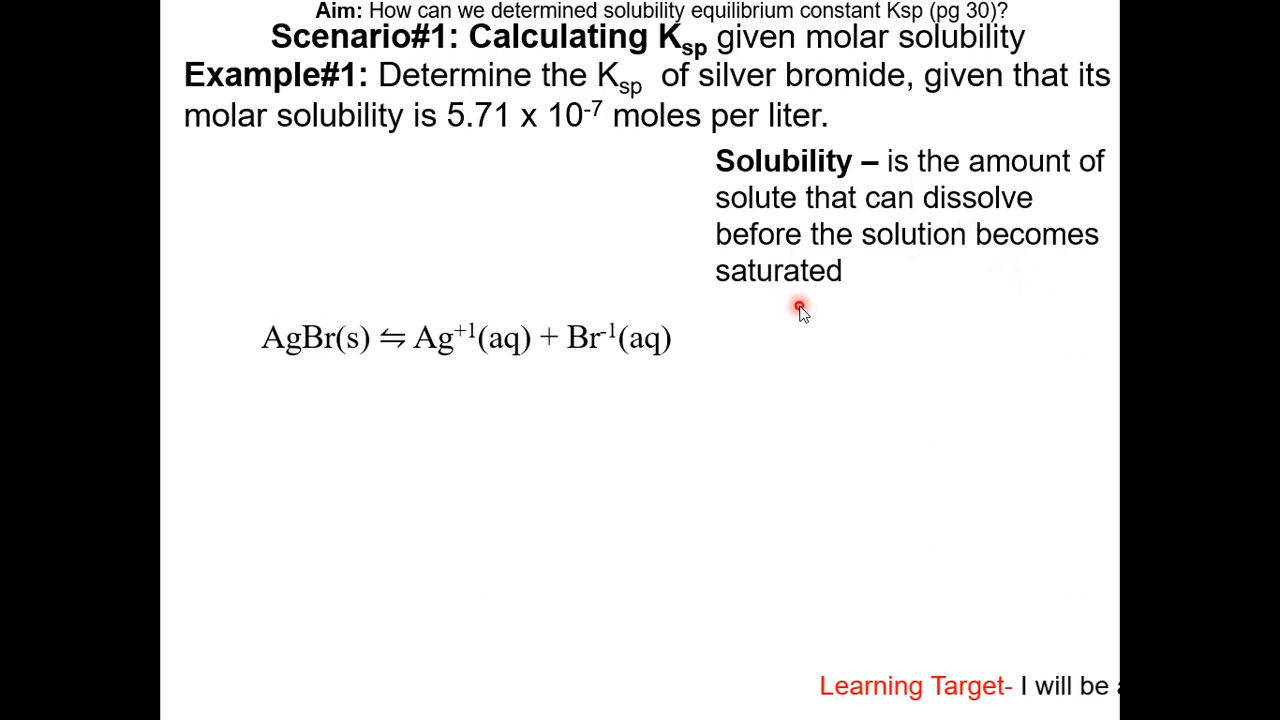 Aim: How can we determined solubility equilibrium constant Ksp (pg 30)?
Scenario#1: Calculating Ksp given molar solubility
Example#1: Determine the Ksp of silver bromide, given that its
molar solubility is 5.71 x 10⁻⁷ moles per liter.
Solubility – is the amount of
solute that can dissolve
before the solution becomes
saturated
AgBr(s) ⇋ Ag⁺¹(aq) + Br⁻¹(aq)
Learning Target- I will be